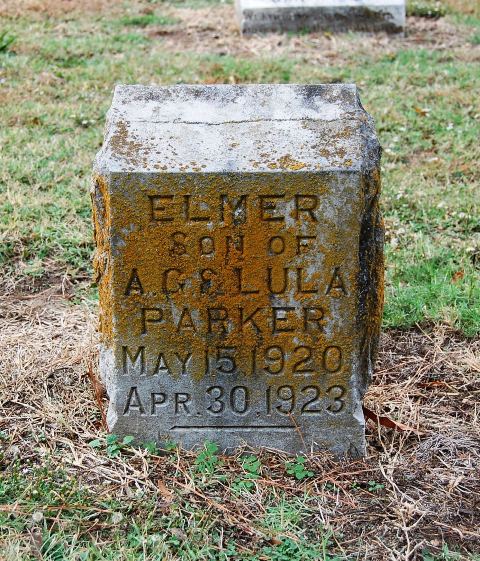 ELMER
SON OF
A.G & LULA
PARKER
MAY 15, 1920
APR. 30, 1923